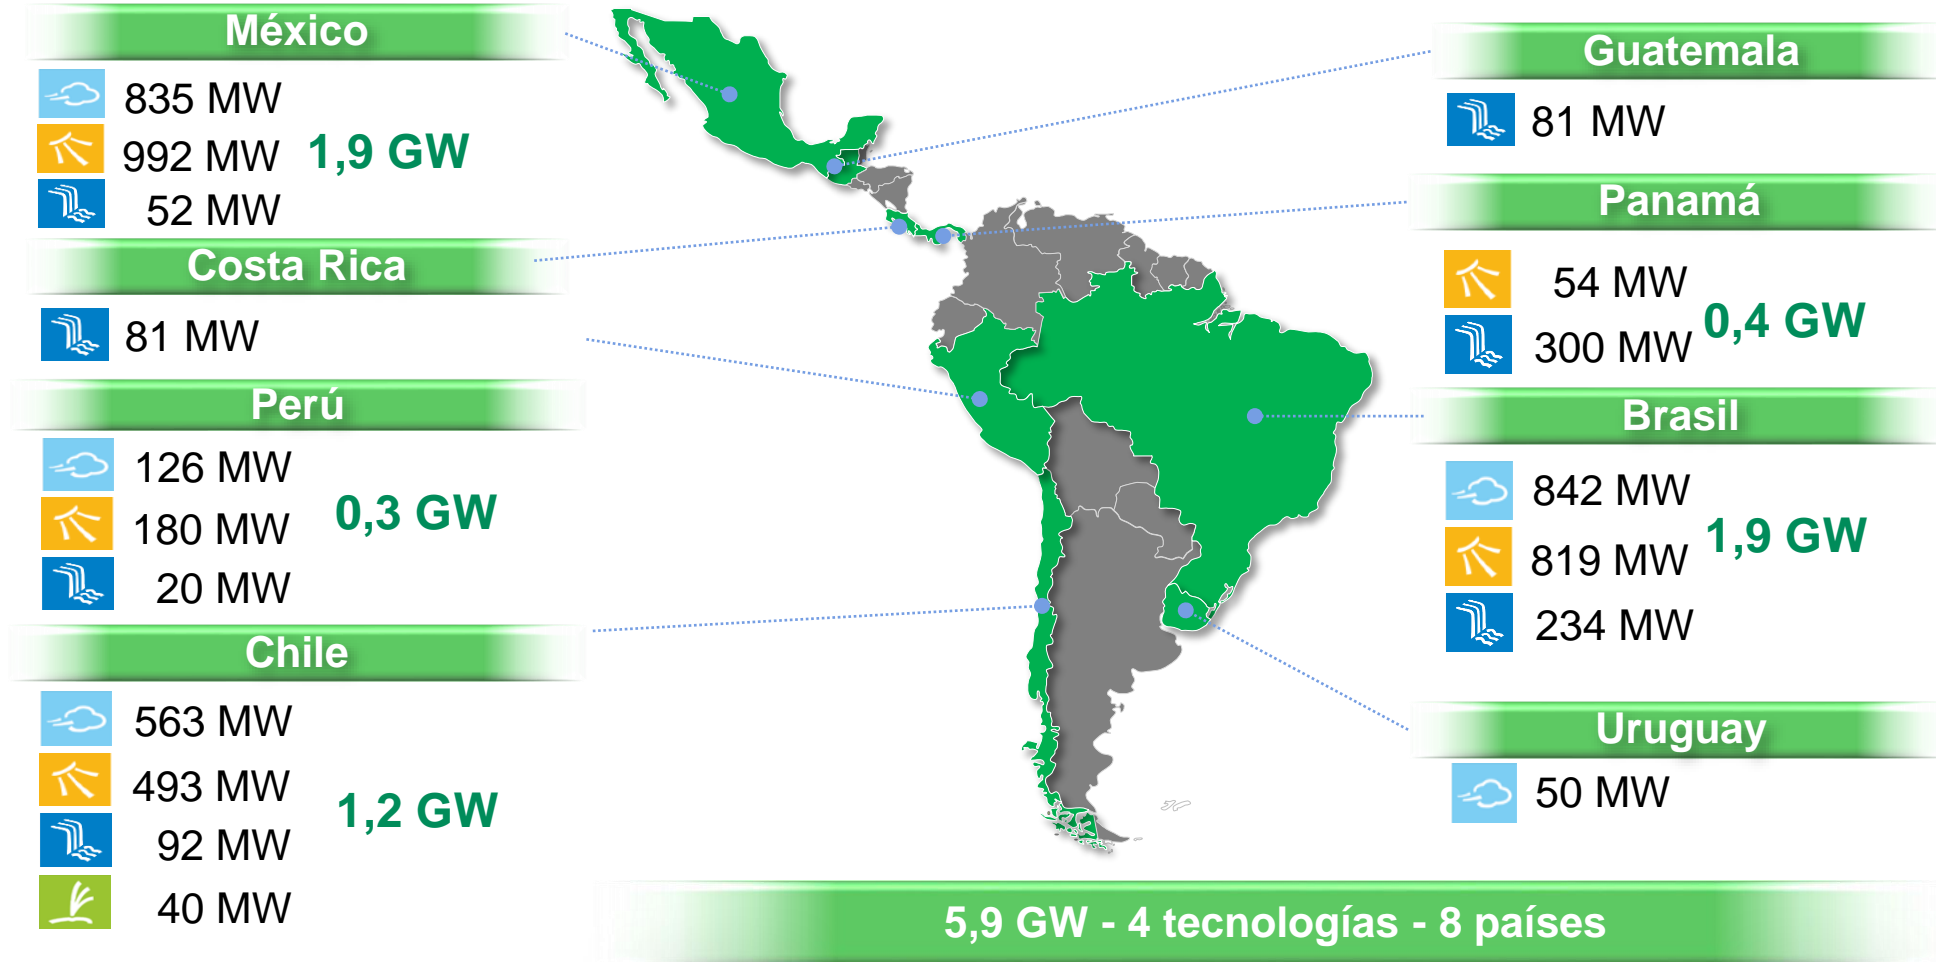 México
835 MW
992 MW
1,9 GW
52 MW
Costa Rica
81 MW
Perú
126 MW
180 MW
0,3 GW
20 MW
Chile
563 MW
493 MW
1,2 GW
92 MW
40 MW
Guatemala
81 MW
Panamá
54 MW
0,4 GW
300 MW
Brasil
842 MW
1,9 GW
819 MW
234 MW
Uruguay
50 MW
5,9 GW - 4 tecnologías - 8 países